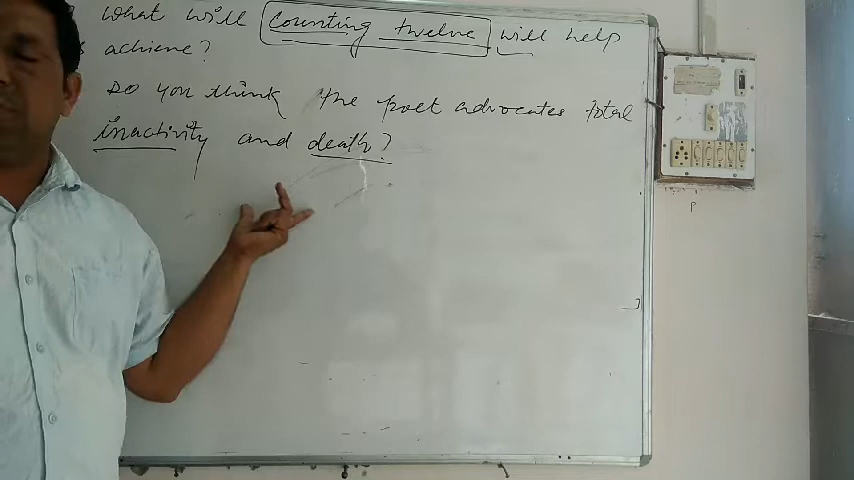 what will counting twelve will help
achieve?
Do you think the poet advocates total
inactivity and death?